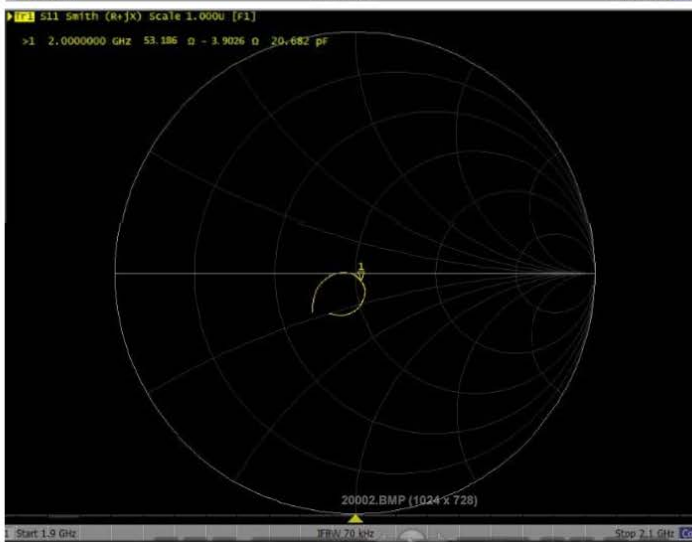 Tr1 S11 Smith (R+jX) Scale 1.000U [F1]
>1 2.0000000 GHz 53.186 Ω - 3.9026 Ω 20.682 pF
1
20002.BMP (1024 x 728)
1 Start 1.9 GHz IFBW 70 kHz Stop 2.1 GHz